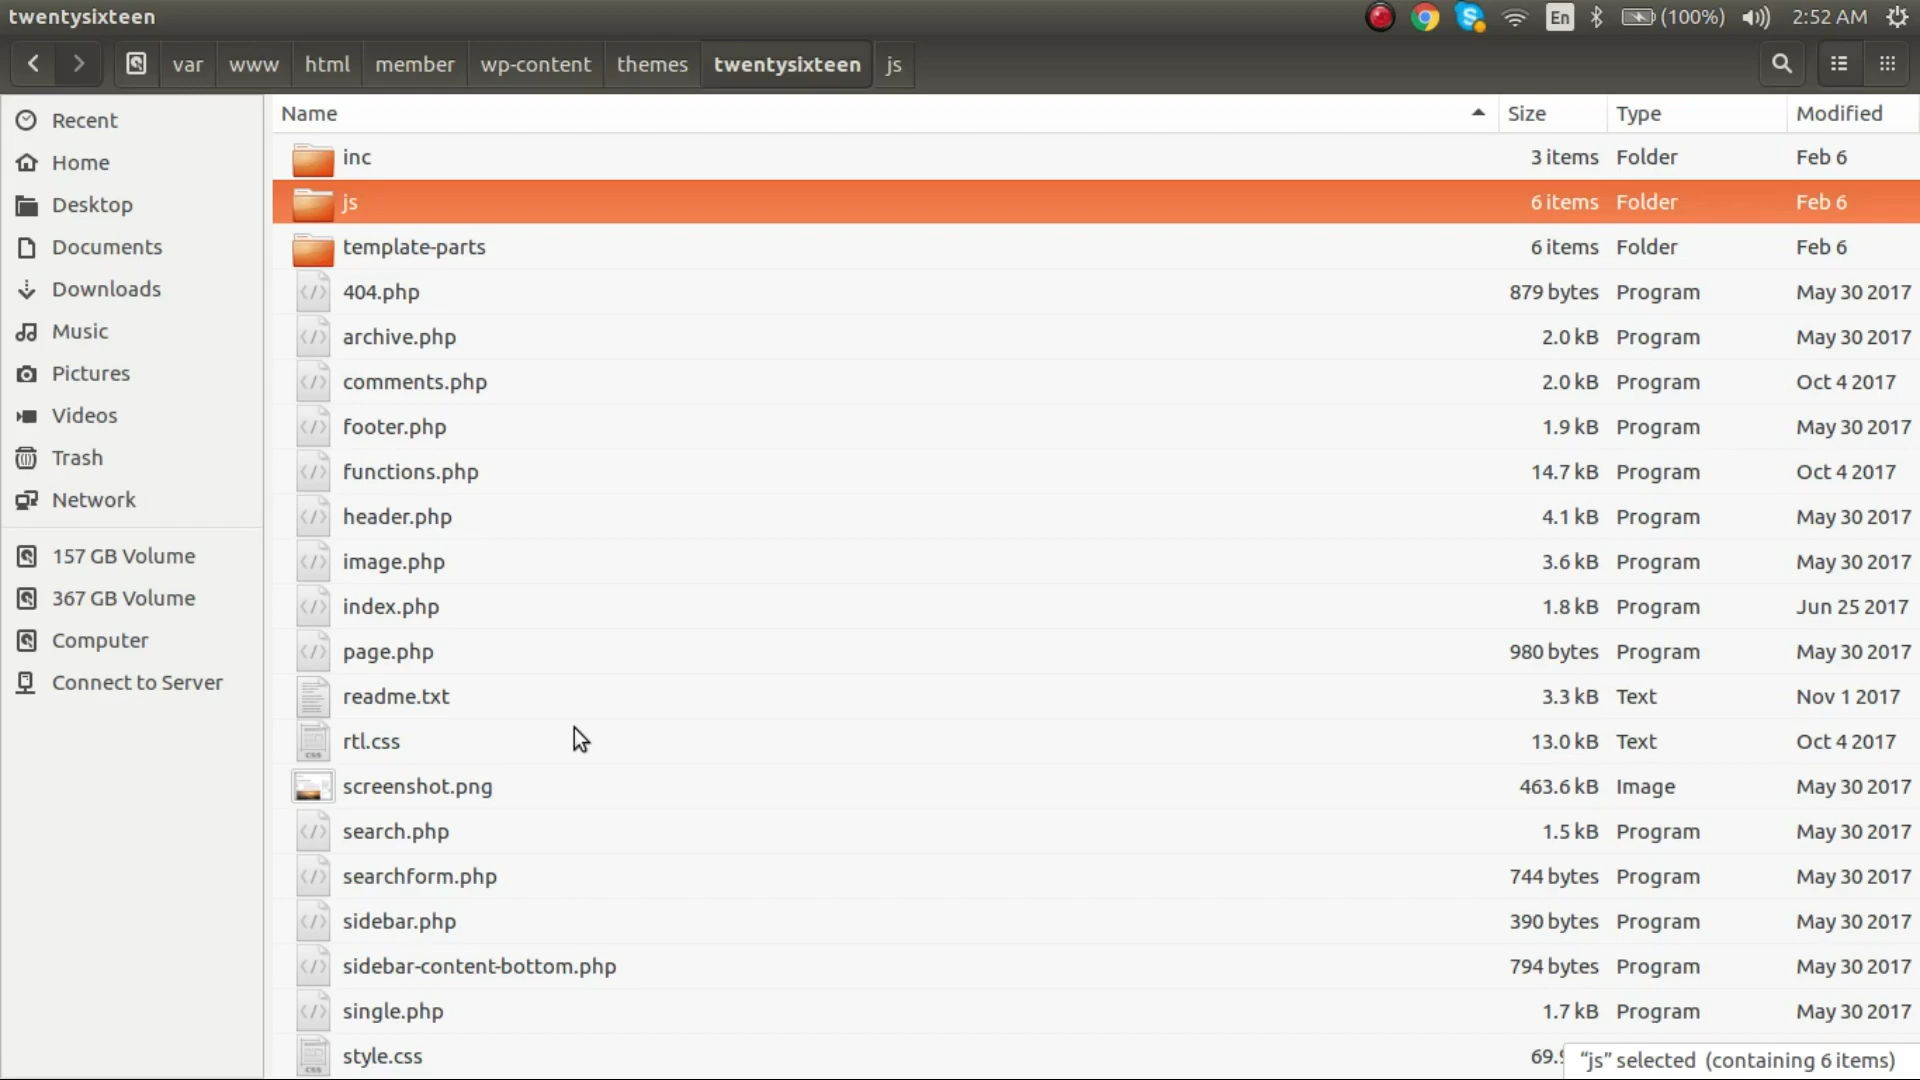 twentysixteen
En (100%) 2:52 AM
var www html member wp-content themes twentysixteen js
Recent
Home
Desktop
Documents
Downloads
Music
Pictures
Videos
Trash
Network
157 GB Volume
367 GB Volume
Computer
Connect to Server
Name Size Type Modified
inc 3 items Folder Feb 6
js 6 items Folder Feb 6
template-parts 6 items Folder Feb 6
404.php 879 bytes Program May 30 2017
archive.php 2.0 kB Program May 30 2017
comments.php 2.0 kB Program Oct 4 2017
footer.php 1.9 kB Program May 30 2017
functions.php 14.7 kB Program Oct 4 2017
header.php 4.1 kB Program May 30 2017
image.php 3.6 kB Program May 30 2017
index.php 1.8 kB Program Jun 25 2017
page.php 980 bytes Program May 30 2017
readme.txt 3.3 kB Text Nov 1 2017
rtl.css 13.0 kB Text Oct 4 2017
screenshot.png 463.6 kB Image May 30 2017
search.php 1.5 kB Program May 30 2017
searchform.php 744 bytes Program May 30 2017
sidebar.php 390 bytes Program May 30 2017
sidebar-content-bottom.php 794 bytes Program May 30 2017
single.php 1.7 kB Program May 30 2017
style.css
"js" selected (containing 6 items)